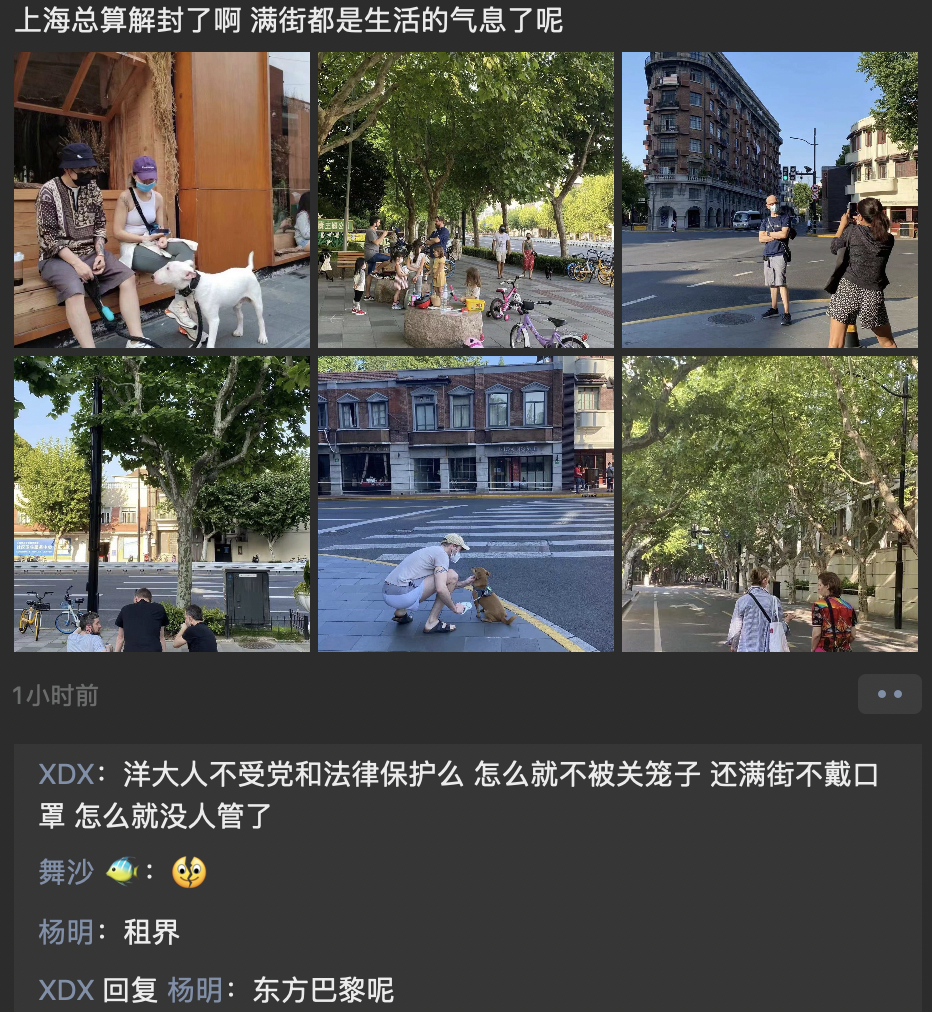 上海总算解封了啊 满街都是生活的气息了呢
1小时前
XDX：洋大人不受党和法律保护么 怎么就不被关笼子 还满街不戴口
罩 怎么就没人管了
舞沙 🐠：
杨明：租界
XDX 回复 杨明：东方巴黎呢